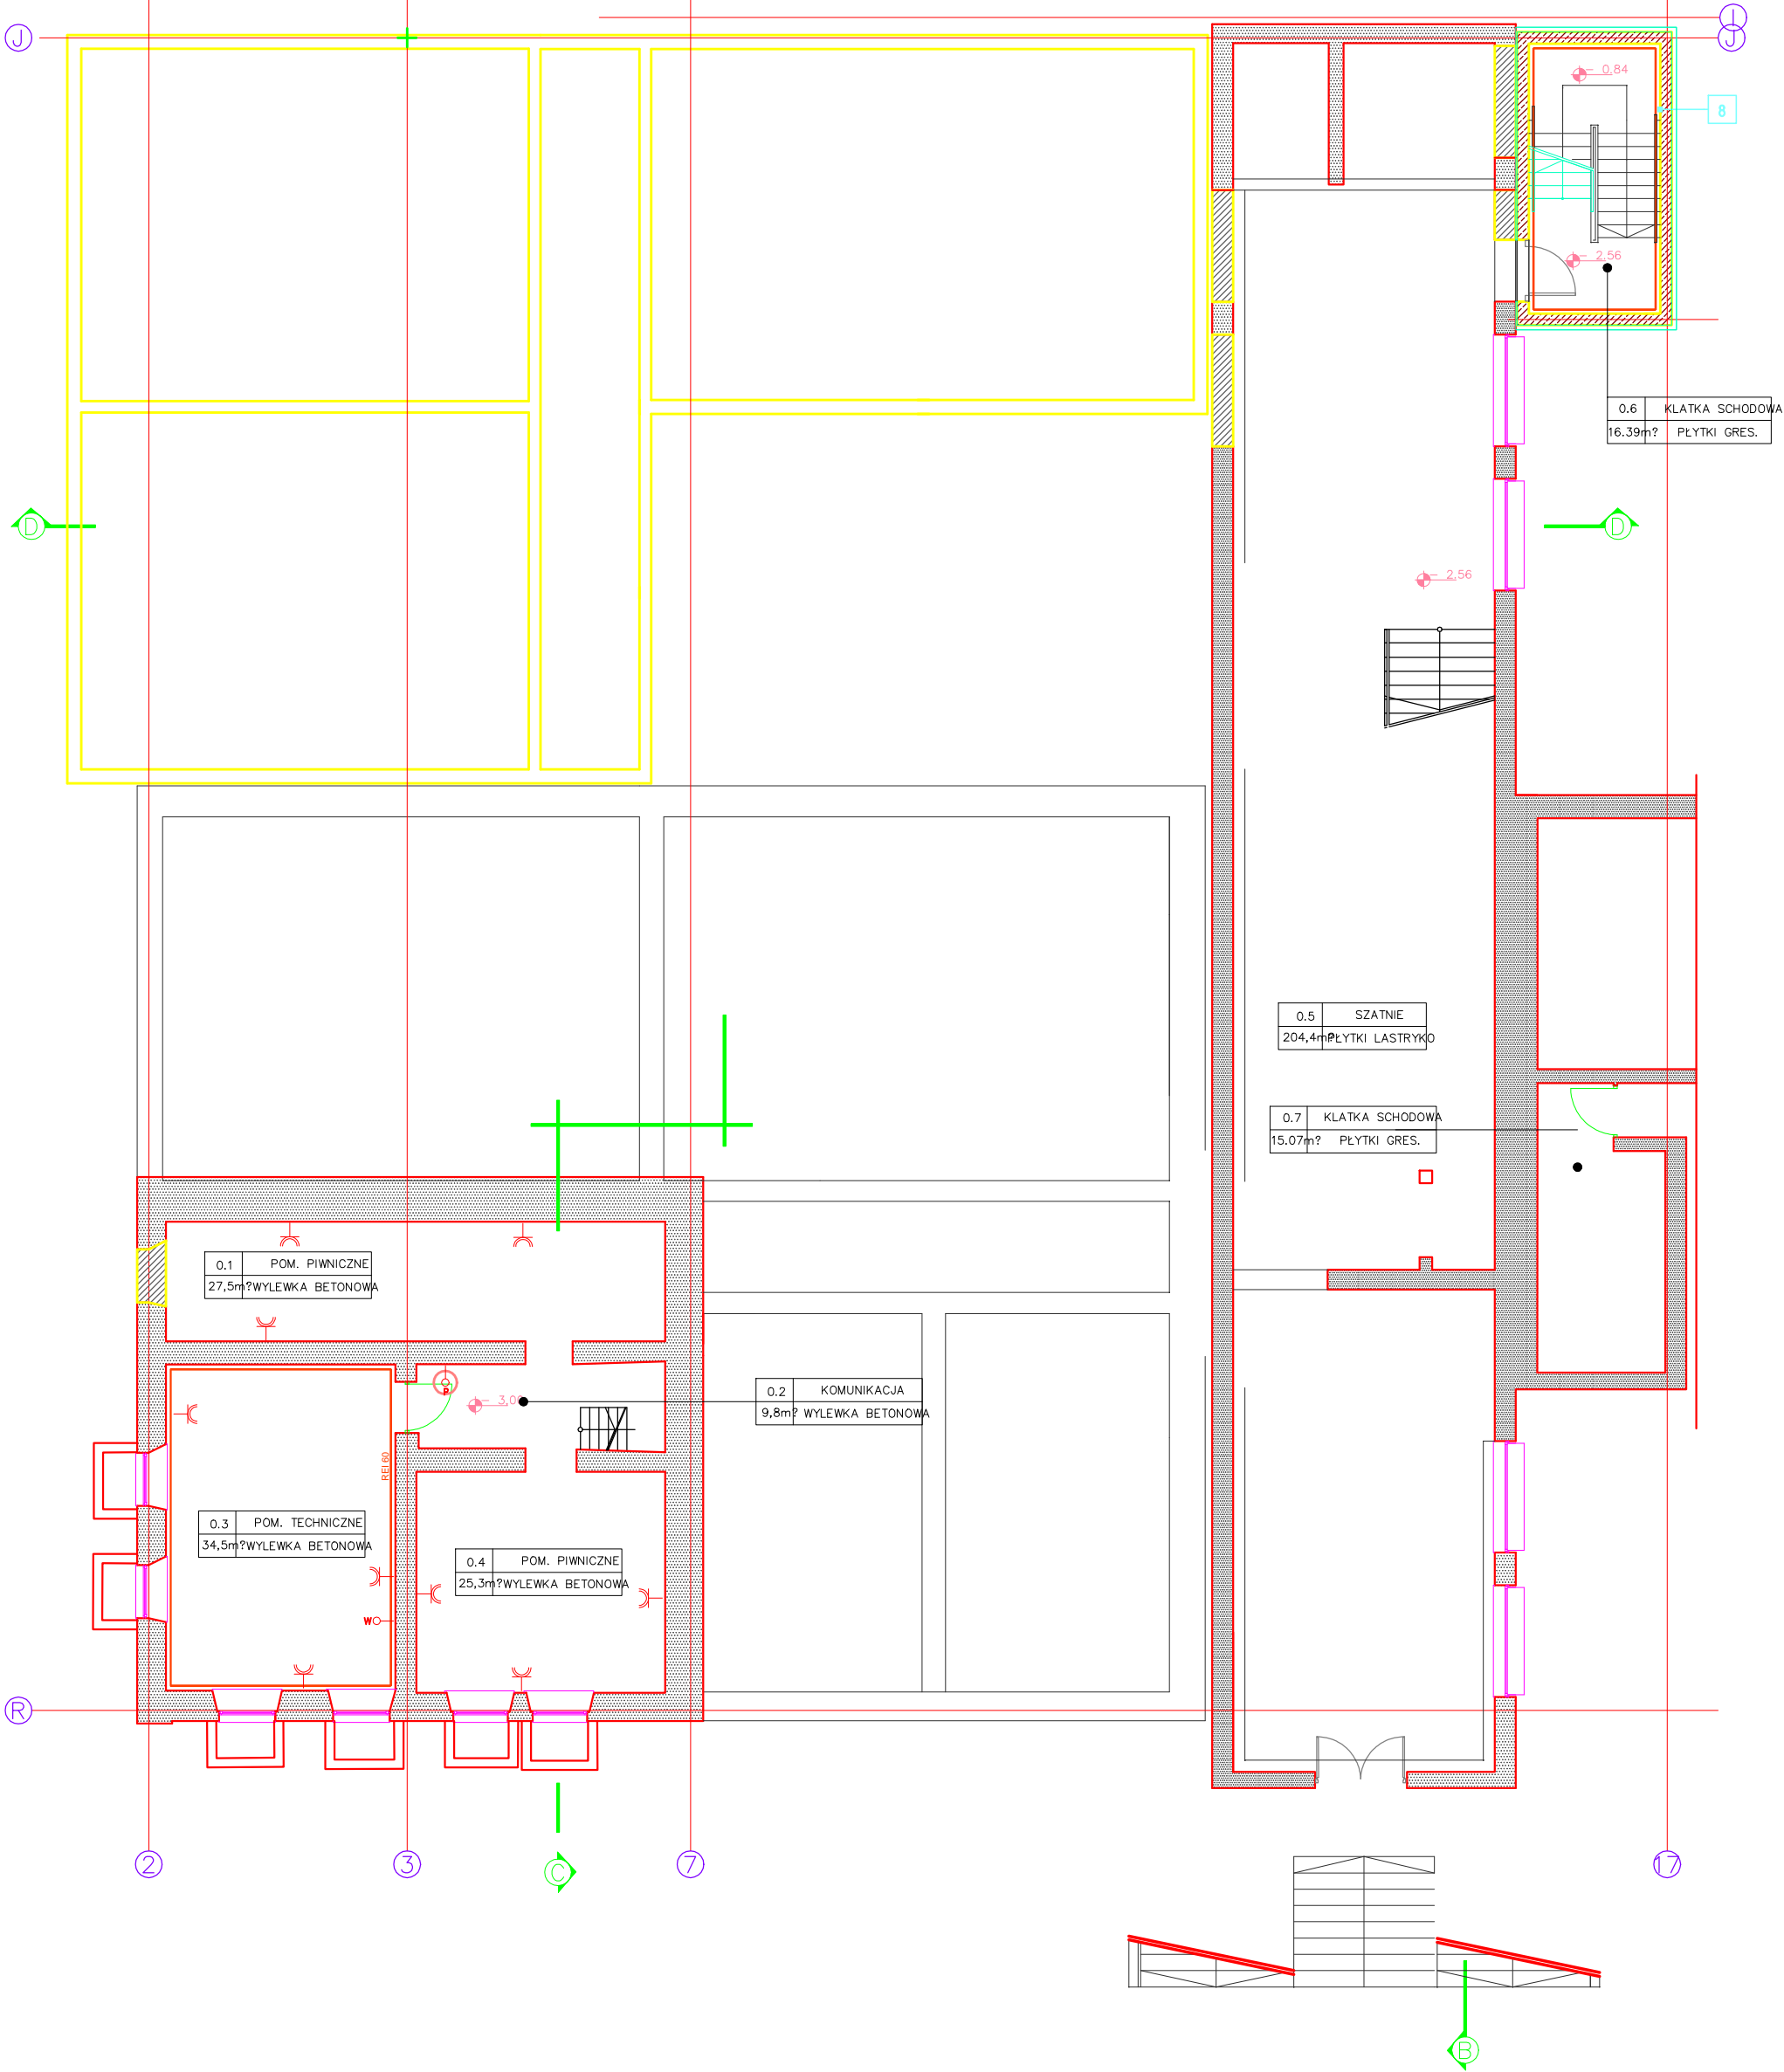 I
J
J
- 0.84
8
- 2.56
0.6 KLATKA SCHODOWA
16.39m? PŁYTKI GRES.
D
D
- 2.56
0.5 SZATNIE
204,4m? PŁYTKI LASTRYKO
0.7 KLATKA SCHODOWA
15.07m? PŁYTKI GRES.
0.1 POM. PIWNICZNE
27,5m? WYLEWKA BETONOWA
P
- 3,0
0.2 KOMUNIKACJA
9,8m? WYLEWKA BETONOWA
REI 60
0.3 POM. TECHNICZNE
34,5m? WYLEWKA BETONOWA
0.4 POM. PIWNICZNE
25,3m? WYLEWKA BETONOWA
W
R
2
3
C
7
17
B